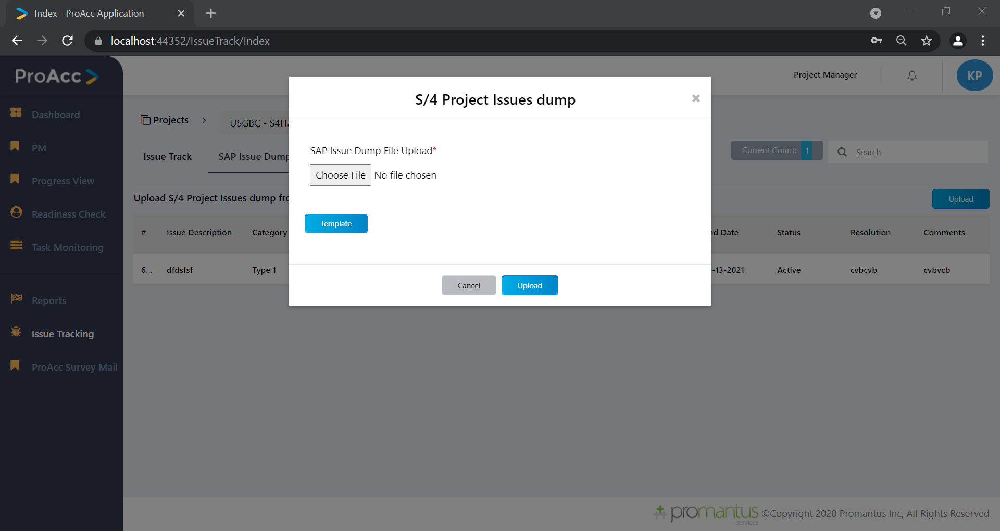 Index - ProAcc Application
localhost:44352/IssueTrack/Index
ProAcc
Project Manager
KP
Dashboard
PM
Progress View
Readiness Check
Task Monitoring
Reports
Issue Tracking
ProAcc Survey Mail
Projects
USGBC - S4Ha
Issue Track
SAP Issue Dump
Current Count: 1
Search
Upload S/4 Project Issues dump fro
Upload
# Issue Description Category nd Date Status Resolution Comments
6... dfdsfsf Type 1 -13-2021 Active cvbcvb cvbvcb
S/4 Project Issues dump
SAP Issue Dump File Upload*
Choose File No file chosen
Template
Cancel
Upload
promantus
services
©Copyright 2020 Promantus Inc, All Rights Reserved